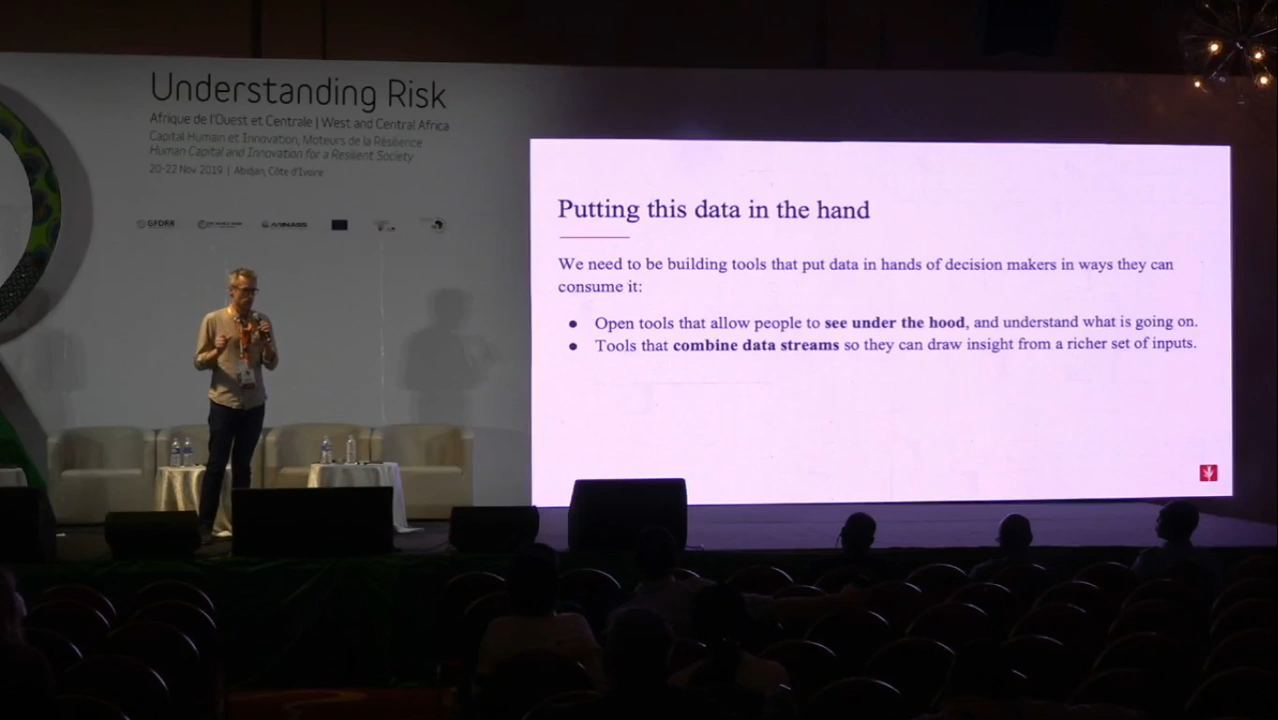 Understanding Risk
Afrique de l'Ouest et Centrale | West and Central Africa
Capital Humain et Innovation, Moteurs de la Résilience
Human Capital and Innovation for a Resilient Society
20-22 Nov 2019 | Abidjan, Côte d'Ivoire
GFDRR
Putting this data in the hand
We need to be building tools that put data in hands of decision makers in ways they can
consume it:
● Open tools that allow people to see under the hood, and understand what is going on.
● Tools that combine data streams so they can draw insight from a richer set of inputs.